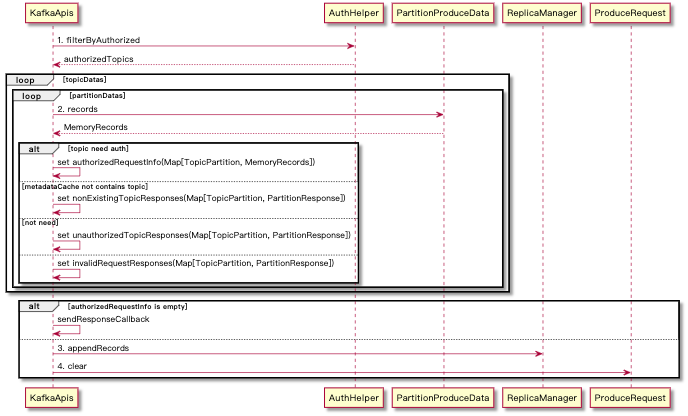 KafkaApis AuthHelper PartitionProduceData ReplicaManager ProduceRequest
1. filterByAuthorized
authorizedTopics
loop [topicDatas]
loop [partitionDatas]
2. records
MemoryRecords
alt [topic need auth]
set authorizedRequestInfo(Map[TopicPartition, MemoryRecords])
[metadataCache not contains topic]
set nonExistingTopicResponses(Map[TopicPartition, PartitionResponse])
[not need]
set unauthorizedTopicResponses(Map[TopicPartition, PartitionResponse])
set invalidRequestResponses(Map[TopicPartition, PartitionResponse])
alt [authorizedRequestInfo is empty]
sendResponseCallback
3. appendRecords
4. clear
KafkaApis AuthHelper PartitionProduceData ReplicaManager ProduceRequest